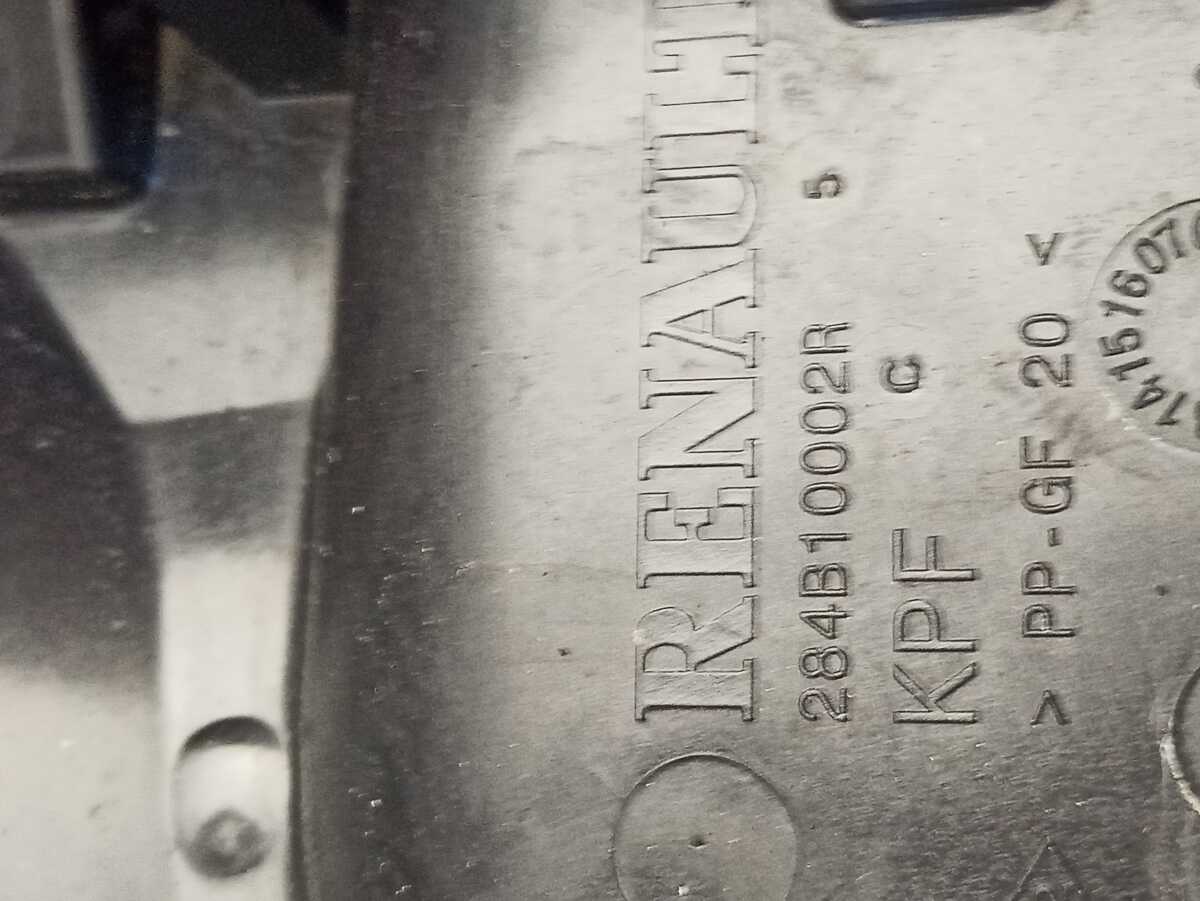 RENAULT
284B10002R 5
KPF C
> PP-GF 20 <